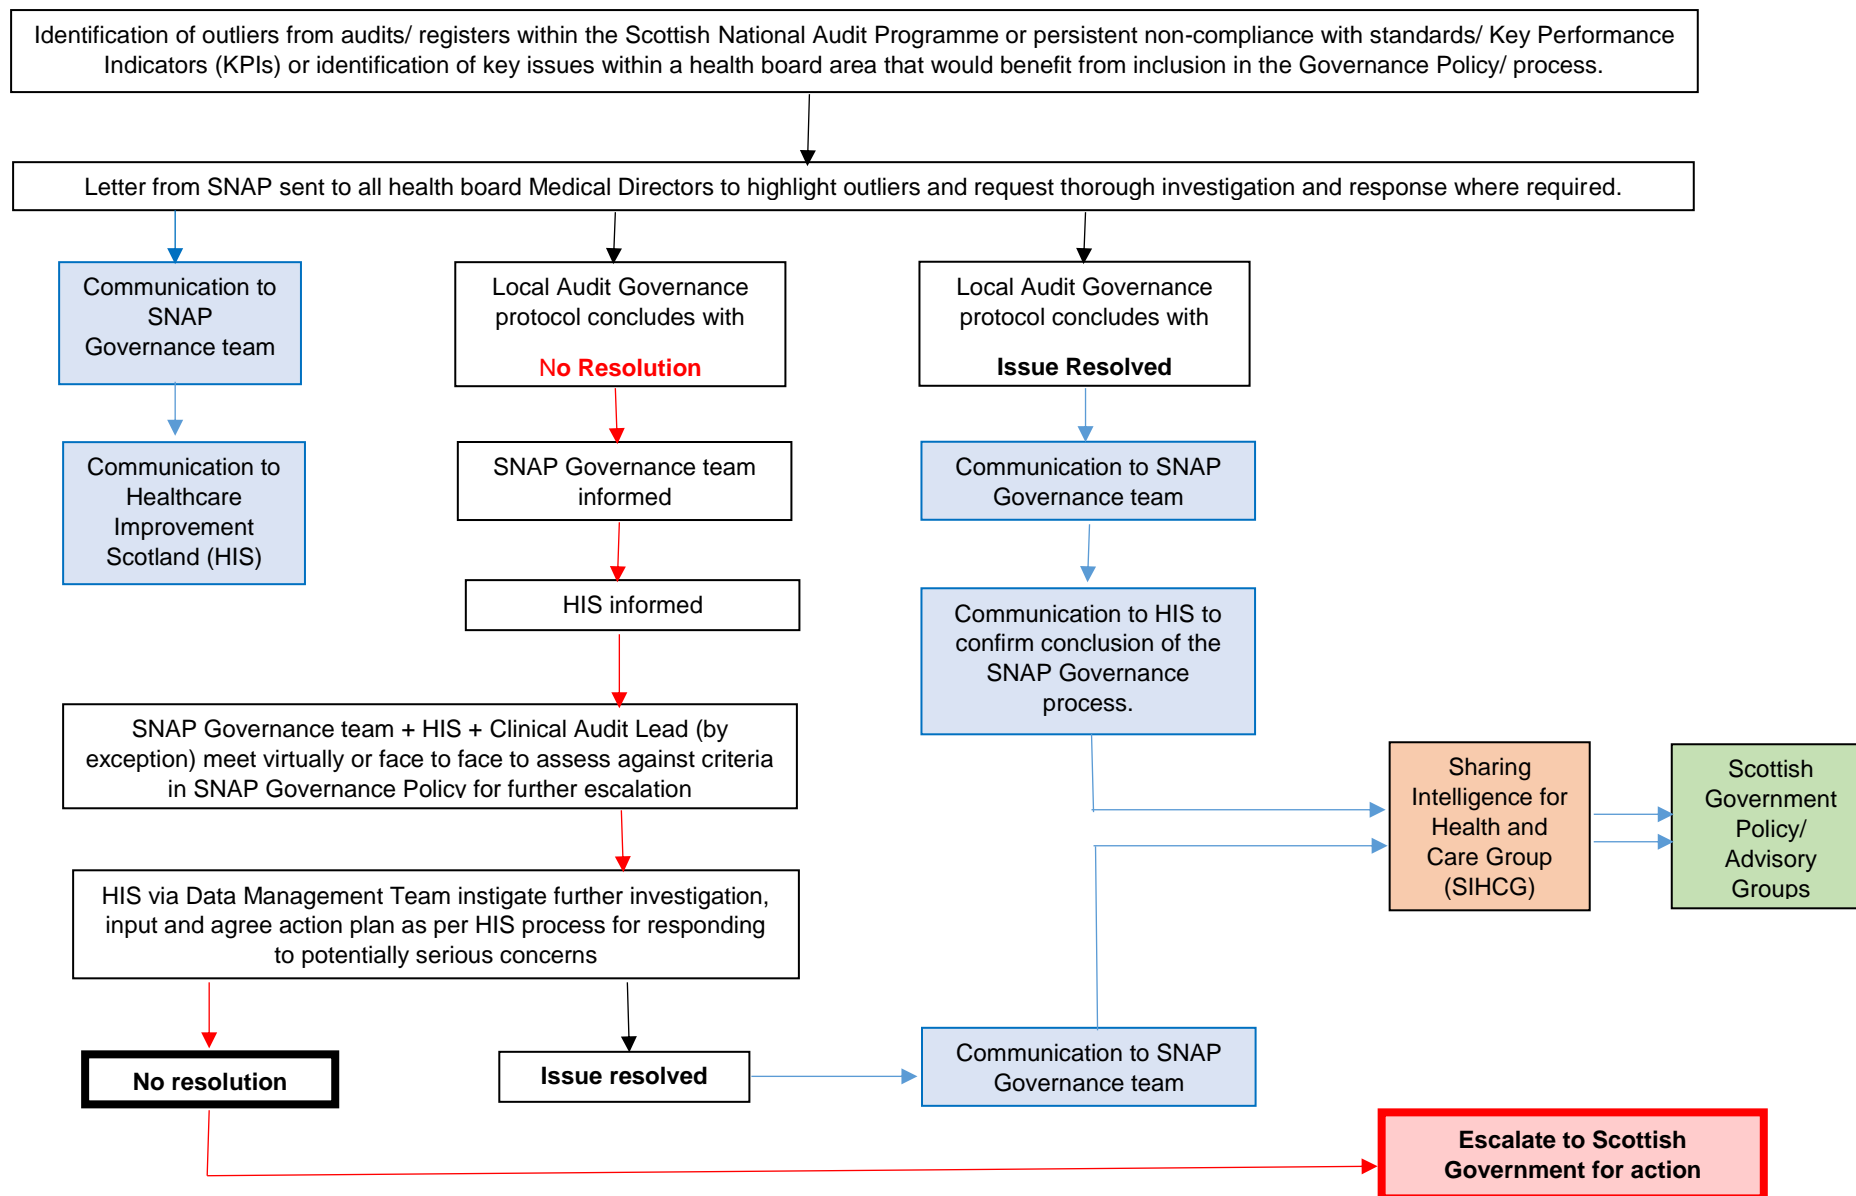 Identification of outliers from audits/ registers within the Scottish National Audit Programme or persistent non-compliance with standards/ Key Performance
Indicators (KPIs) or identification of key issues within a health board area that would benefit from inclusion in the Governance Policy/ process.
Letter from SNAP sent to all health board Medical Directors to highlight outliers and request thorough investigation and response where required.
Communication to
SNAP
Governance team
Local Audit Governance
protocol concludes with
No Resolution
Local Audit Governance
protocol concludes with
Issue Resolved
Communication to
Healthcare
Improvement
Scotland (HIS)
SNAP Governance team
informed
Communication to SNAP
Governance team
HIS informed
Communication to HIS to
confirm conclusion of the
SNAP Governance
process.
SNAP Governance team + HIS + Clinical Audit Lead (by
exception) meet virtually or face to face to assess against criteria
in SNAP Governance Policy for further escalation
Sharing
Intelligence for
Health and
Care Group
(SIHCG)
Scottish
Government
Policy/
Advisory
Groups
HIS via Data Management Team instigate further investigation,
input and agree action plan as per HIS process for responding
to potentially serious concerns
No resolution
Issue resolved
Communication to SNAP
Governance team
Escalate to Scottish
Government for action